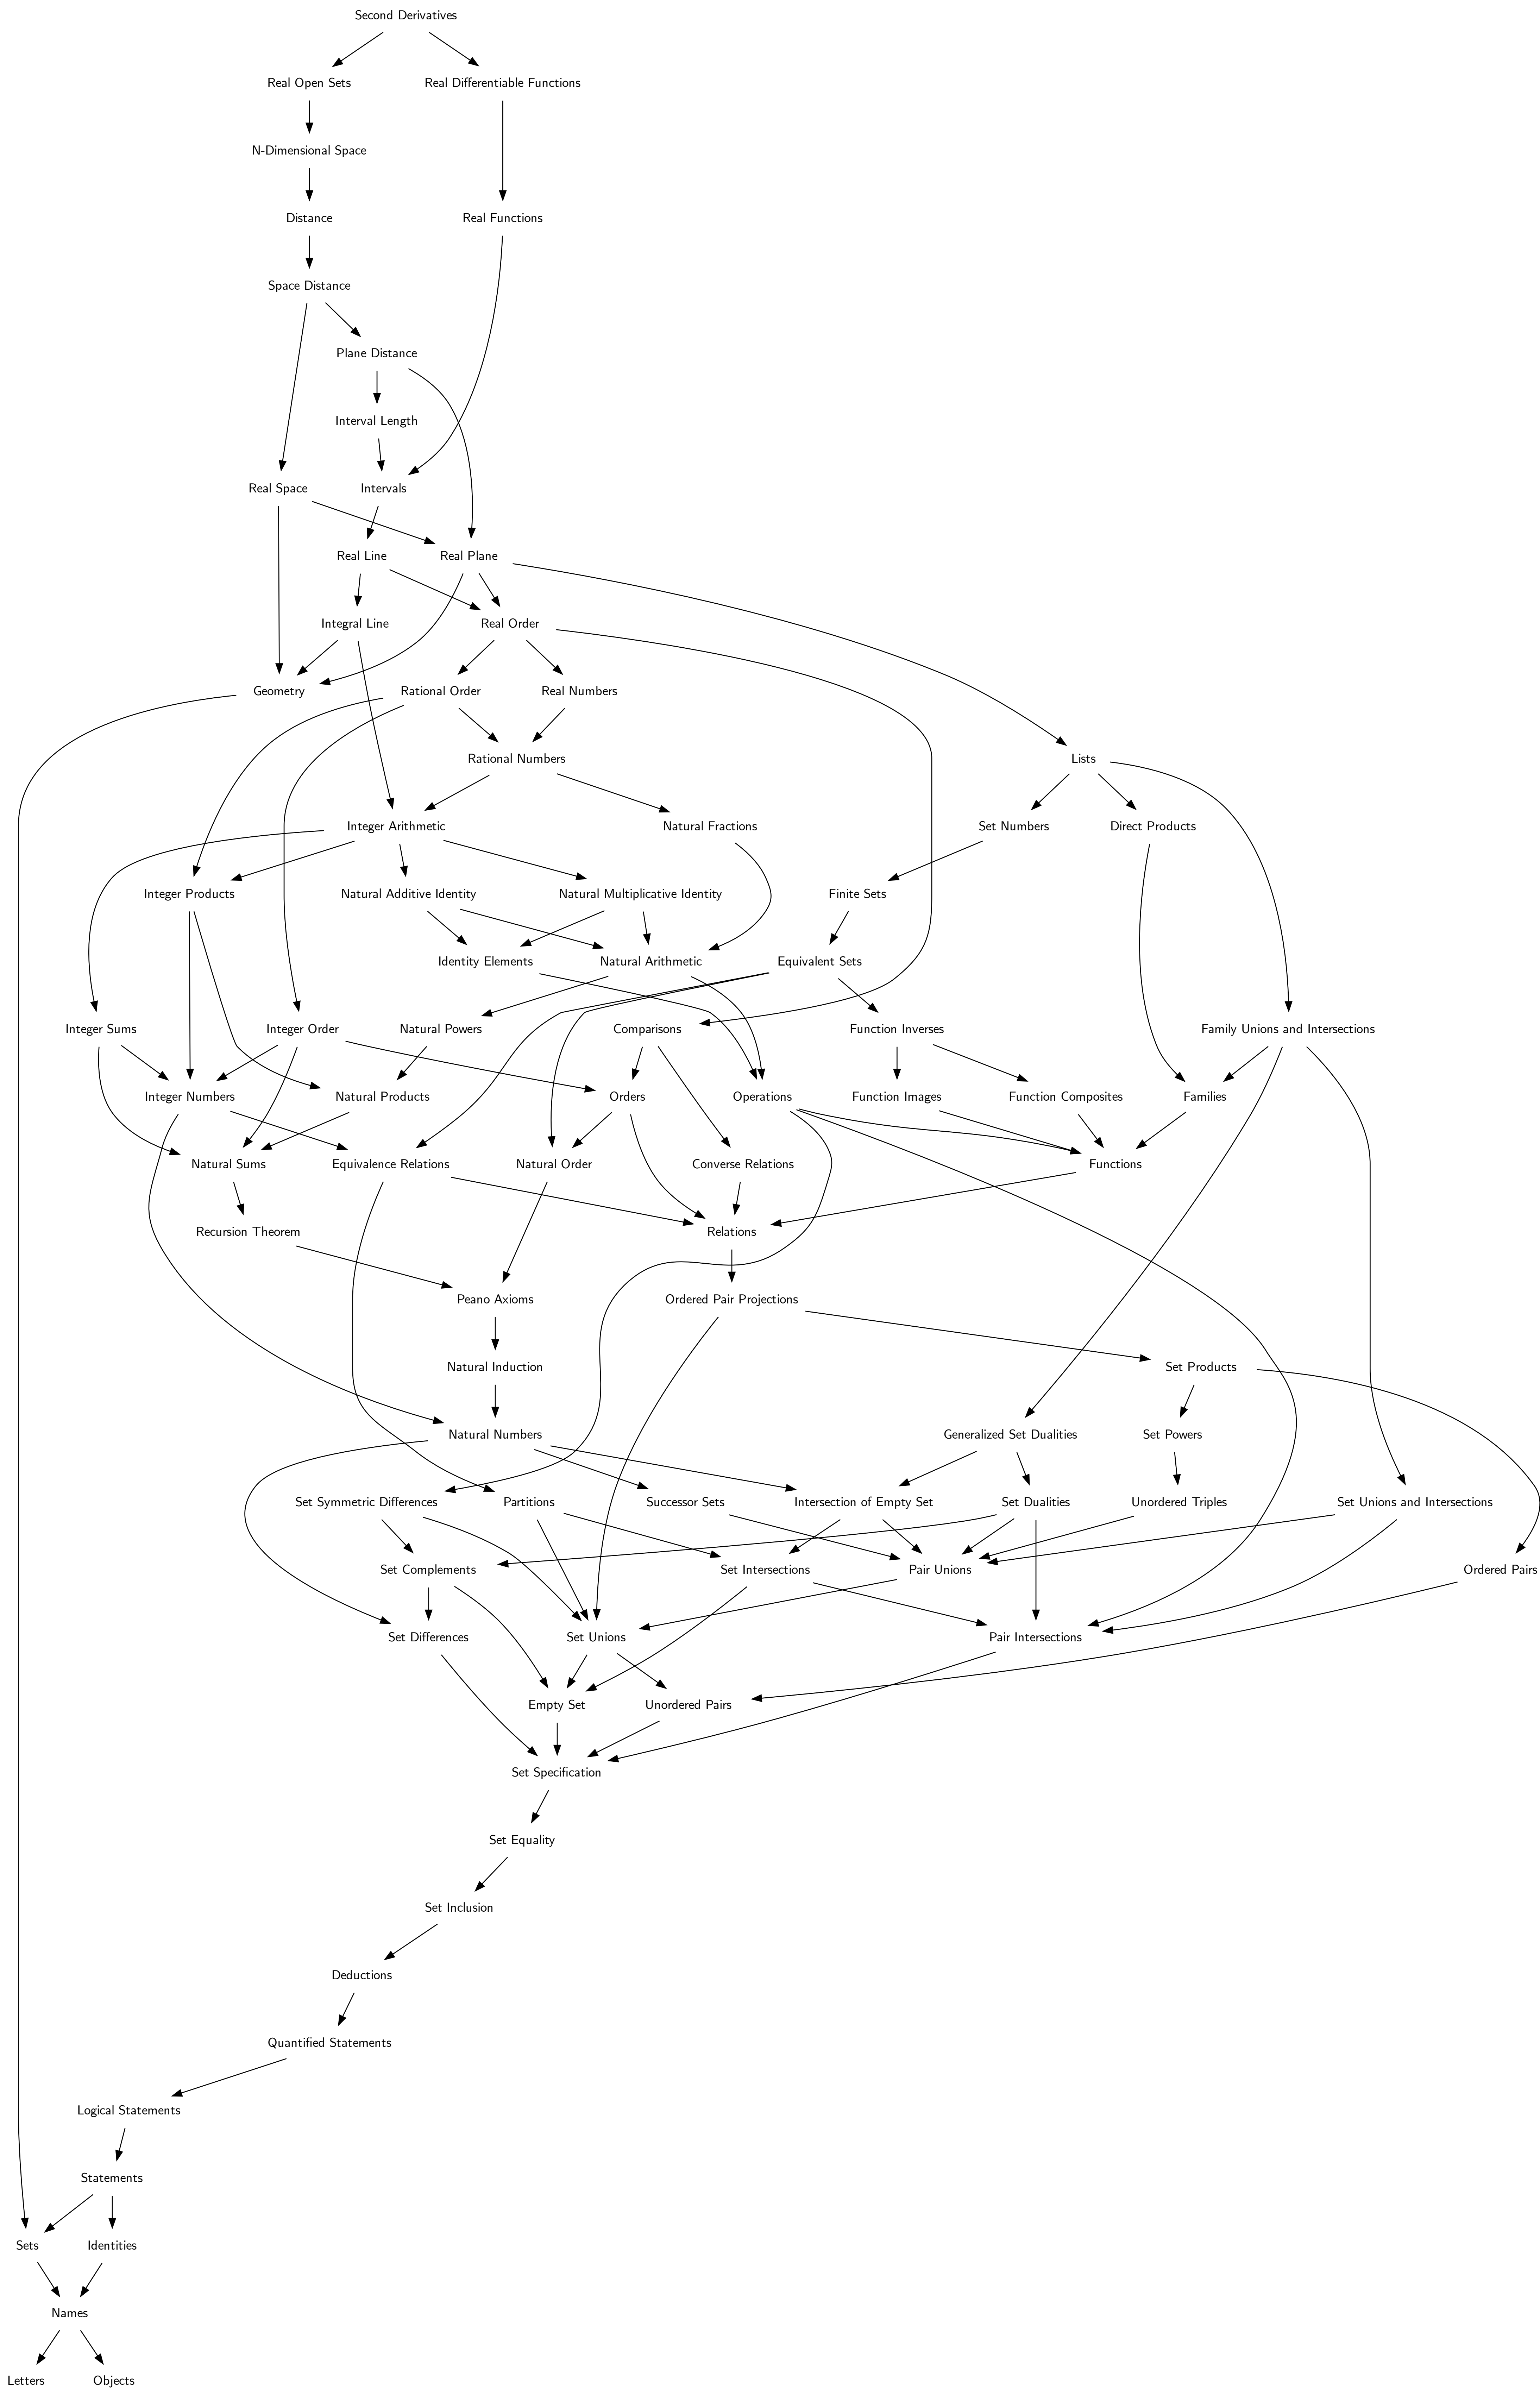 Second Derivatives
Real Open Sets
Real Differentiable Functions
N-Dimensional Space
Distance
Real Functions
Space Distance
Plane Distance
Interval Length
Real Space
Intervals
Real Line
Real Plane
Integral Line
Real Order
Geometry
Rational Order
Real Numbers
Rational Numbers
Lists
Integer Arithmetic
Natural Fractions
Set Numbers
Direct Products
Integer Products
Natural Additive Identity
Natural Multiplicative Identity
Finite Sets
Identity Elements
Natural Arithmetic
Equivalent Sets
Integer Sums
Integer Order
Natural Powers
Comparisons
Function Inverses
Family Unions and Intersections
Integer Numbers
Natural Products
Orders
Operations
Function Images
Function Composites
Families
Natural Sums
Equivalence Relations
Natural Order
Converse Relations
Functions
Recursion Theorem
Relations
Peano Axioms
Ordered Pair Projections
Natural Induction
Set Products
Natural Numbers
Generalized Set Dualities
Set Powers
Set Symmetric Differences
Partitions
Successor Sets
Intersection of Empty Set
Set Dualities
Unordered Triples
Set Unions and Intersections
Set Complements
Set Intersections
Pair Unions
Ordered Pairs
Set Differences
Set Unions
Pair Intersections
Empty Set
Unordered Pairs
Set Specification
Set Equality
Set Inclusion
Deductions
Quantified Statements
Logical Statements
Statements
Sets
Identities
Names
Letters
Objects